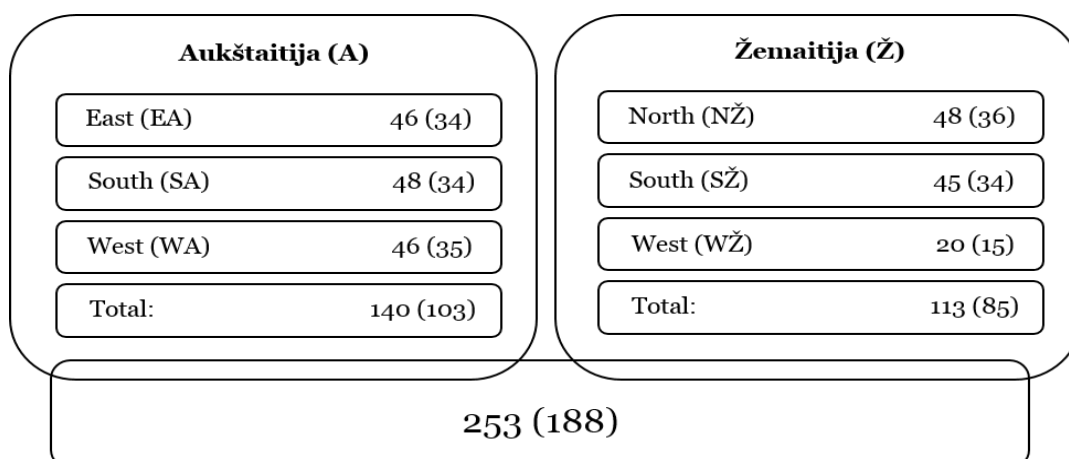 Aukštaitija (A)
East (EA) 46 (34)
South (SA) 48 (34)
West (WA) 46 (35)
Total: 140 (103)
Žemaitija (Ž)
North (NŽ) 48 (36)
South (SŽ) 45 (34)
West (WŽ) 20 (15)
Total: 113 (85)
253 (188)